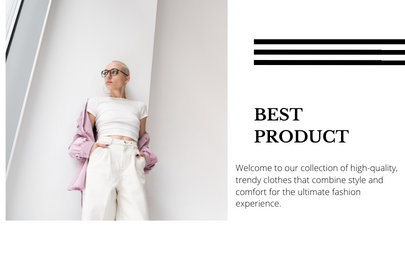 BEST
PRODUCT
Welcome to our collection of high-quality,
trendy clothes that combine style and
comfort for the ultimate fashion
experience.